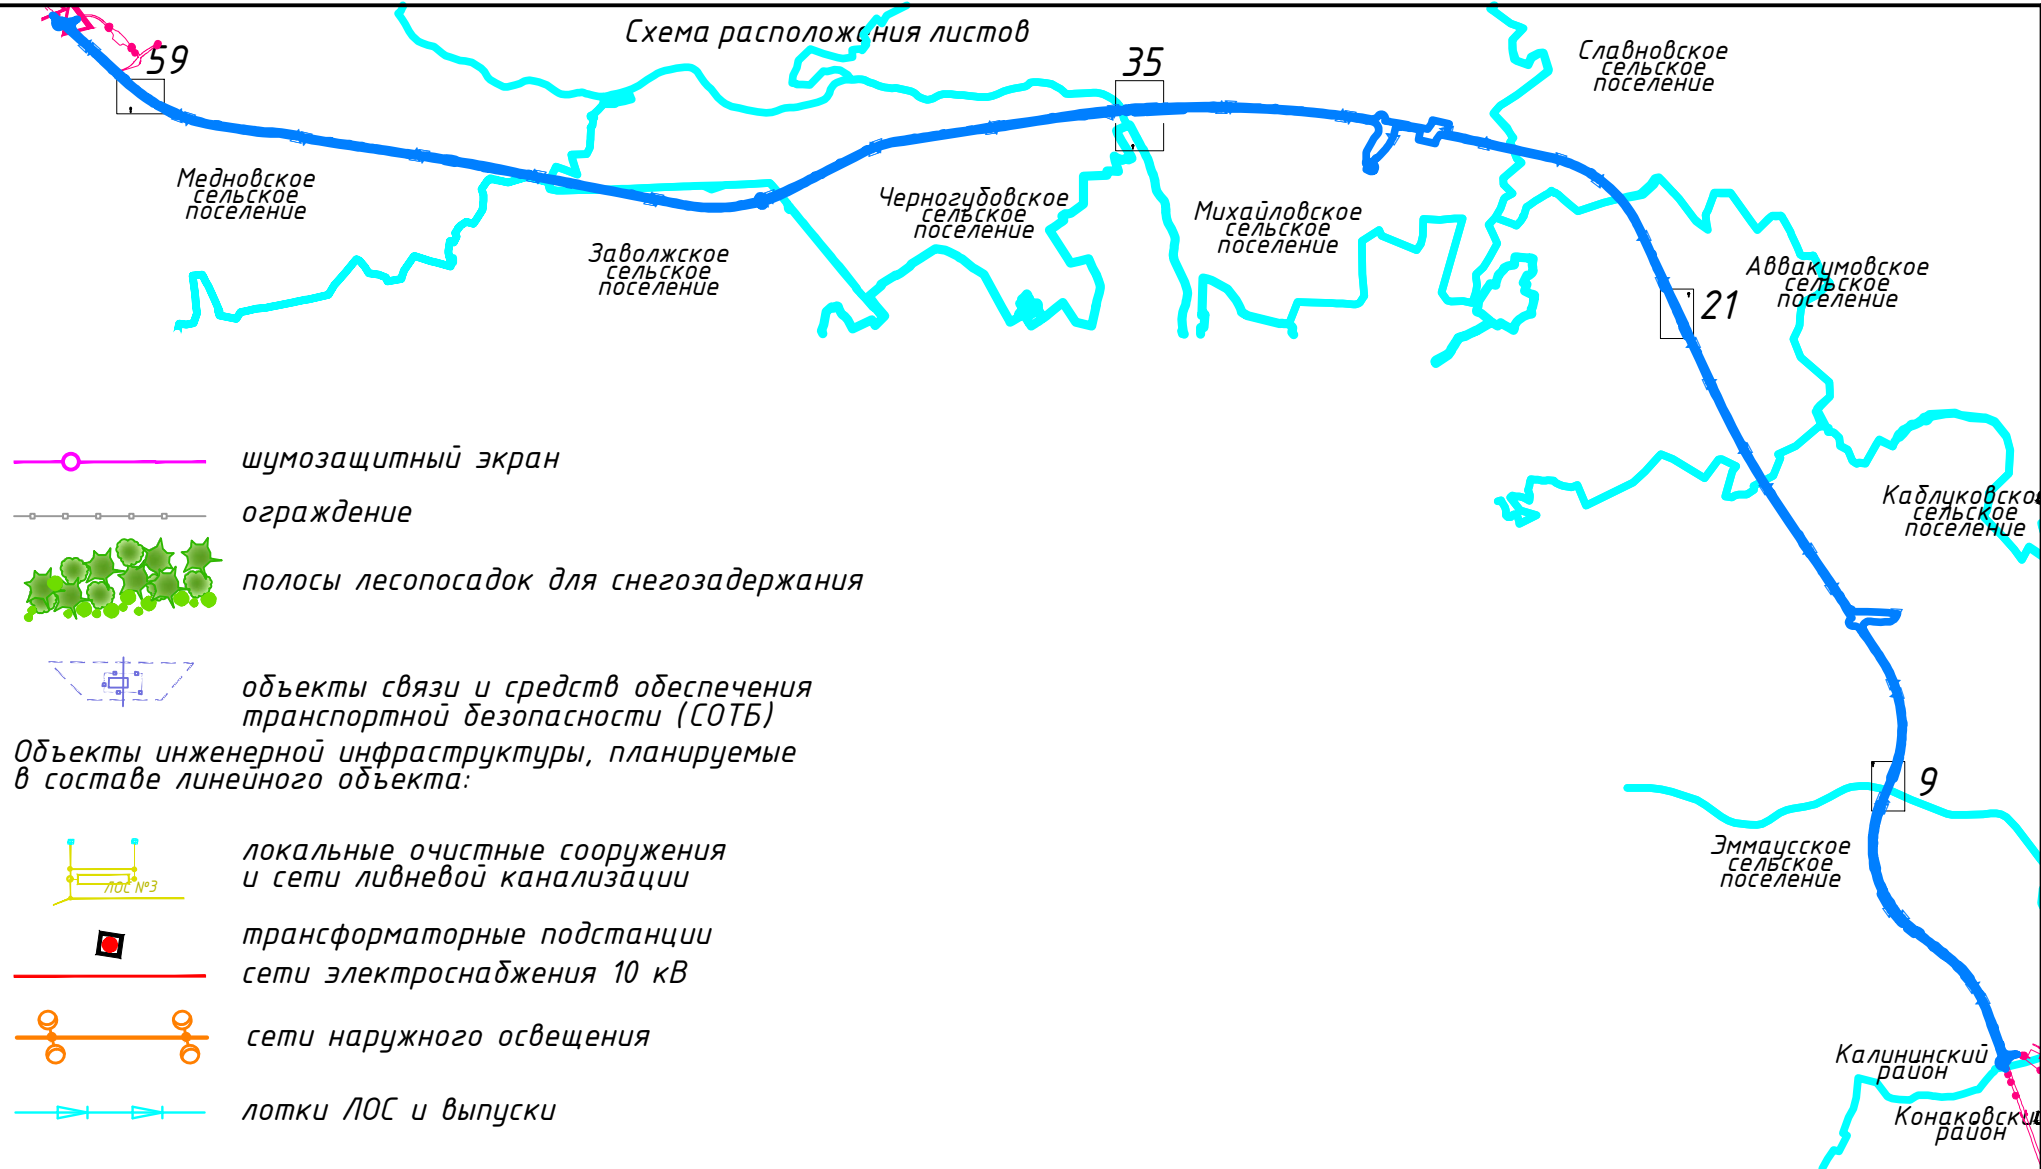 Схема расположения листов
59
35
Славновское
сельское
поселение
Медновское
сельское
поселение
Черногубовское
сельское
поселение
Михайловское
сельское
поселение
Заволжское
сельское
поселение
Аввакумовское
сельское
поселение
21
шумозащитный экран
ограждение
Каблуковско
сельское
поселение
полосы лесопосадок для снегозадержания
объекты связи и средств обеспечения
транспортной безопасности (СОТБ)
Объекты инженерной инфраструктуры, планируемые
в составе линейного объекта:
9
Эммаусское
сельское
поселение
локальные очистные сооружения
и сети ливневой канализации
ЛОС №3
трансформаторные подстанции
сети электроснабжения 10 кВ
сети наружного освещения
Калининский
район
лотки ЛОС и выпуски
Конаковский
район